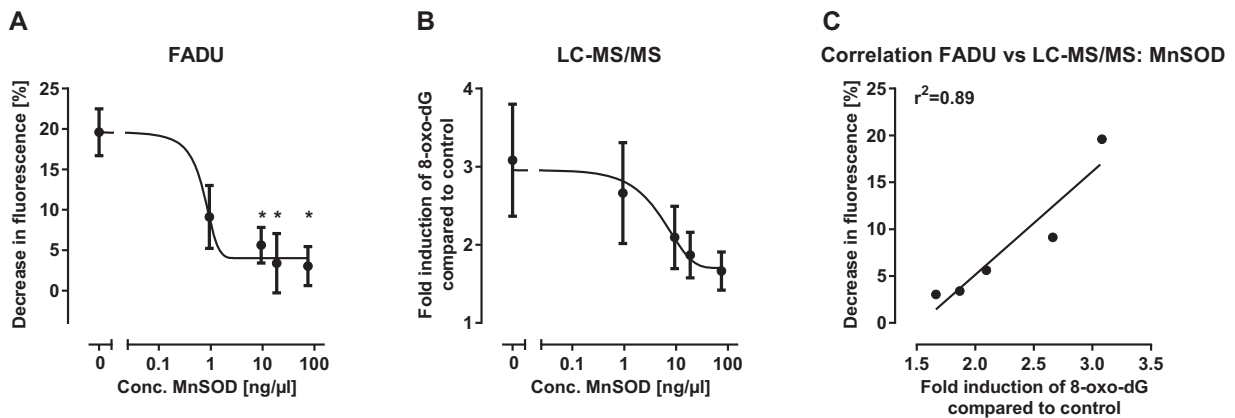 A
FADU
Decrease in fluorescence [%]
25
20
15
10
5
0
* * *
0 0.1 1 10 100
Conc. MnSOD [ng/µl]
B
LC-MS/MS
Fold induction of 8-oxo-dG
compared to control
4
3
2
1
0 0.1 1 10 100
Conc. MnSOD [ng/µl]
C
Correlation FADU vs LC-MS/MS: MnSOD
Decrease in fluorescence [%]
25
20
15
10
5
0
r²=0.89
1.5 2.0 2.5 3.0 3.5
Fold induction of 8-oxo-dG
compared to control